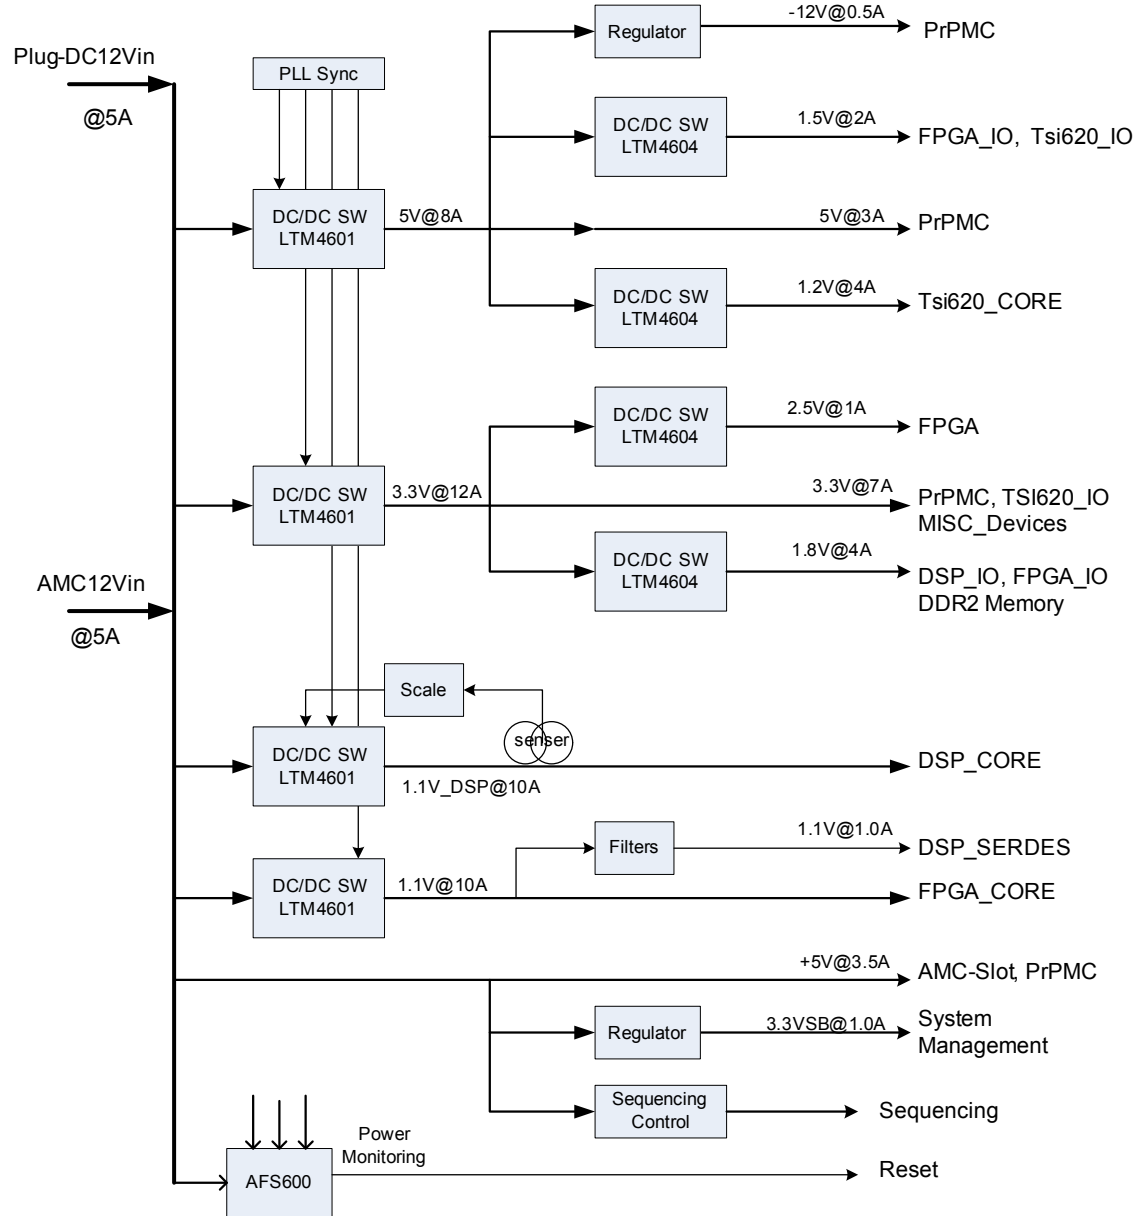 -12V@0.5A
Regulator
PrPMC
Plug-DC12Vin
@5A
PLL Sync
DC/DC SW
LTM4604
1.5V@2A
FPGA_IO, Tsi620_IO
DC/DC SW
LTM4601
5V@8A
5V@3A
PrPMC
DC/DC SW
LTM4604
1.2V@4A
Tsi620_CORE
DC/DC SW
LTM4604
2.5V@1A
FPGA
DC/DC SW
LTM4601
3.3V@12A
3.3V@7A
PrPMC, TSI620_IO
MISC_Devices
DC/DC SW
LTM4604
1.8V@4A
DSP_IO, FPGA_IO
DDR2 Memory
AMC12Vin
@5A
Scale
senser
DC/DC SW
LTM4601
1.1V_DSP@10A
DSP_CORE
Filters
1.1V@1.0A
DSP_SERDES
DC/DC SW
LTM4601
1.1V@10A
FPGA_CORE
+5V@3.5A
AMC-Slot, PrPMC
Regulator
3.3VSB@1.0A
System
Management
Sequencing
Control
Sequencing
Power
Monitoring
AFS600
Reset